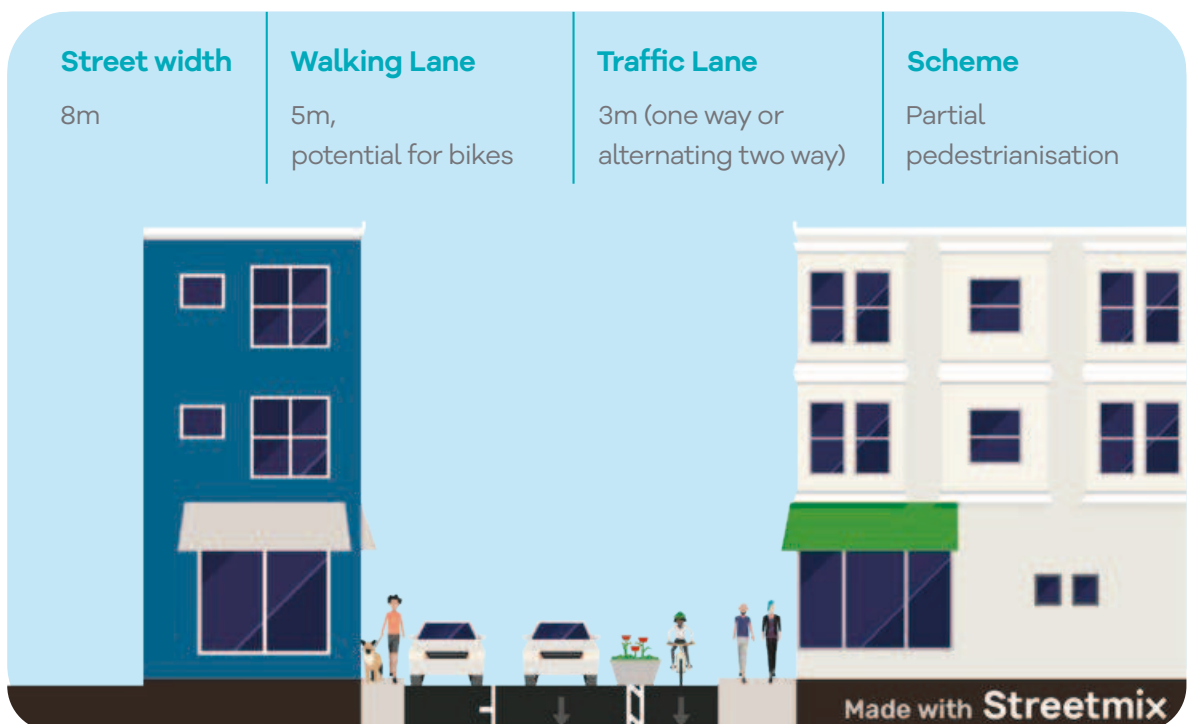 Street width
8m
Walking Lane
5m,
potential for bikes
Traffic Lane
3m (one way or
alternating two way)
Scheme
Partial
pedestrianisation
Made with Streetmix